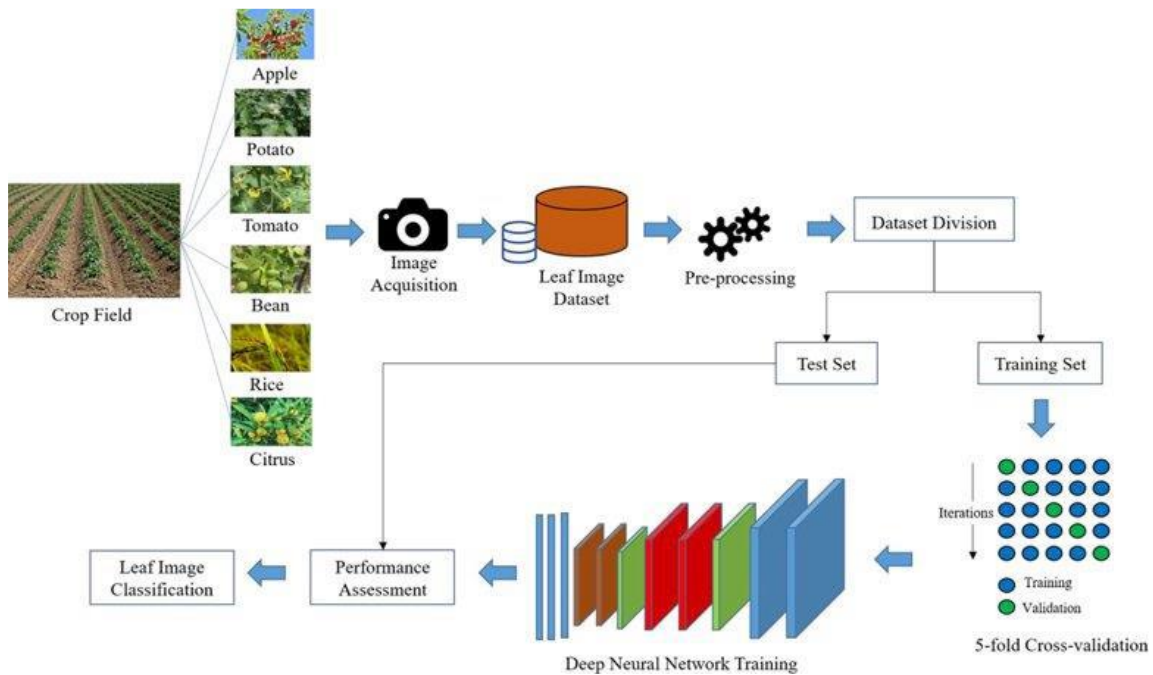 Apple
Potato
Tomato
Bean
Rice
Citrus
Crop Field
Image
Acquisition
Leaf Image
Dataset
Pre-processing
Dataset Division
Test Set
Training Set
Iterations
Training
Validation
5-fold Cross-validation
Deep Neural Network Training
Performance
Assessment
Leaf Image
Classification